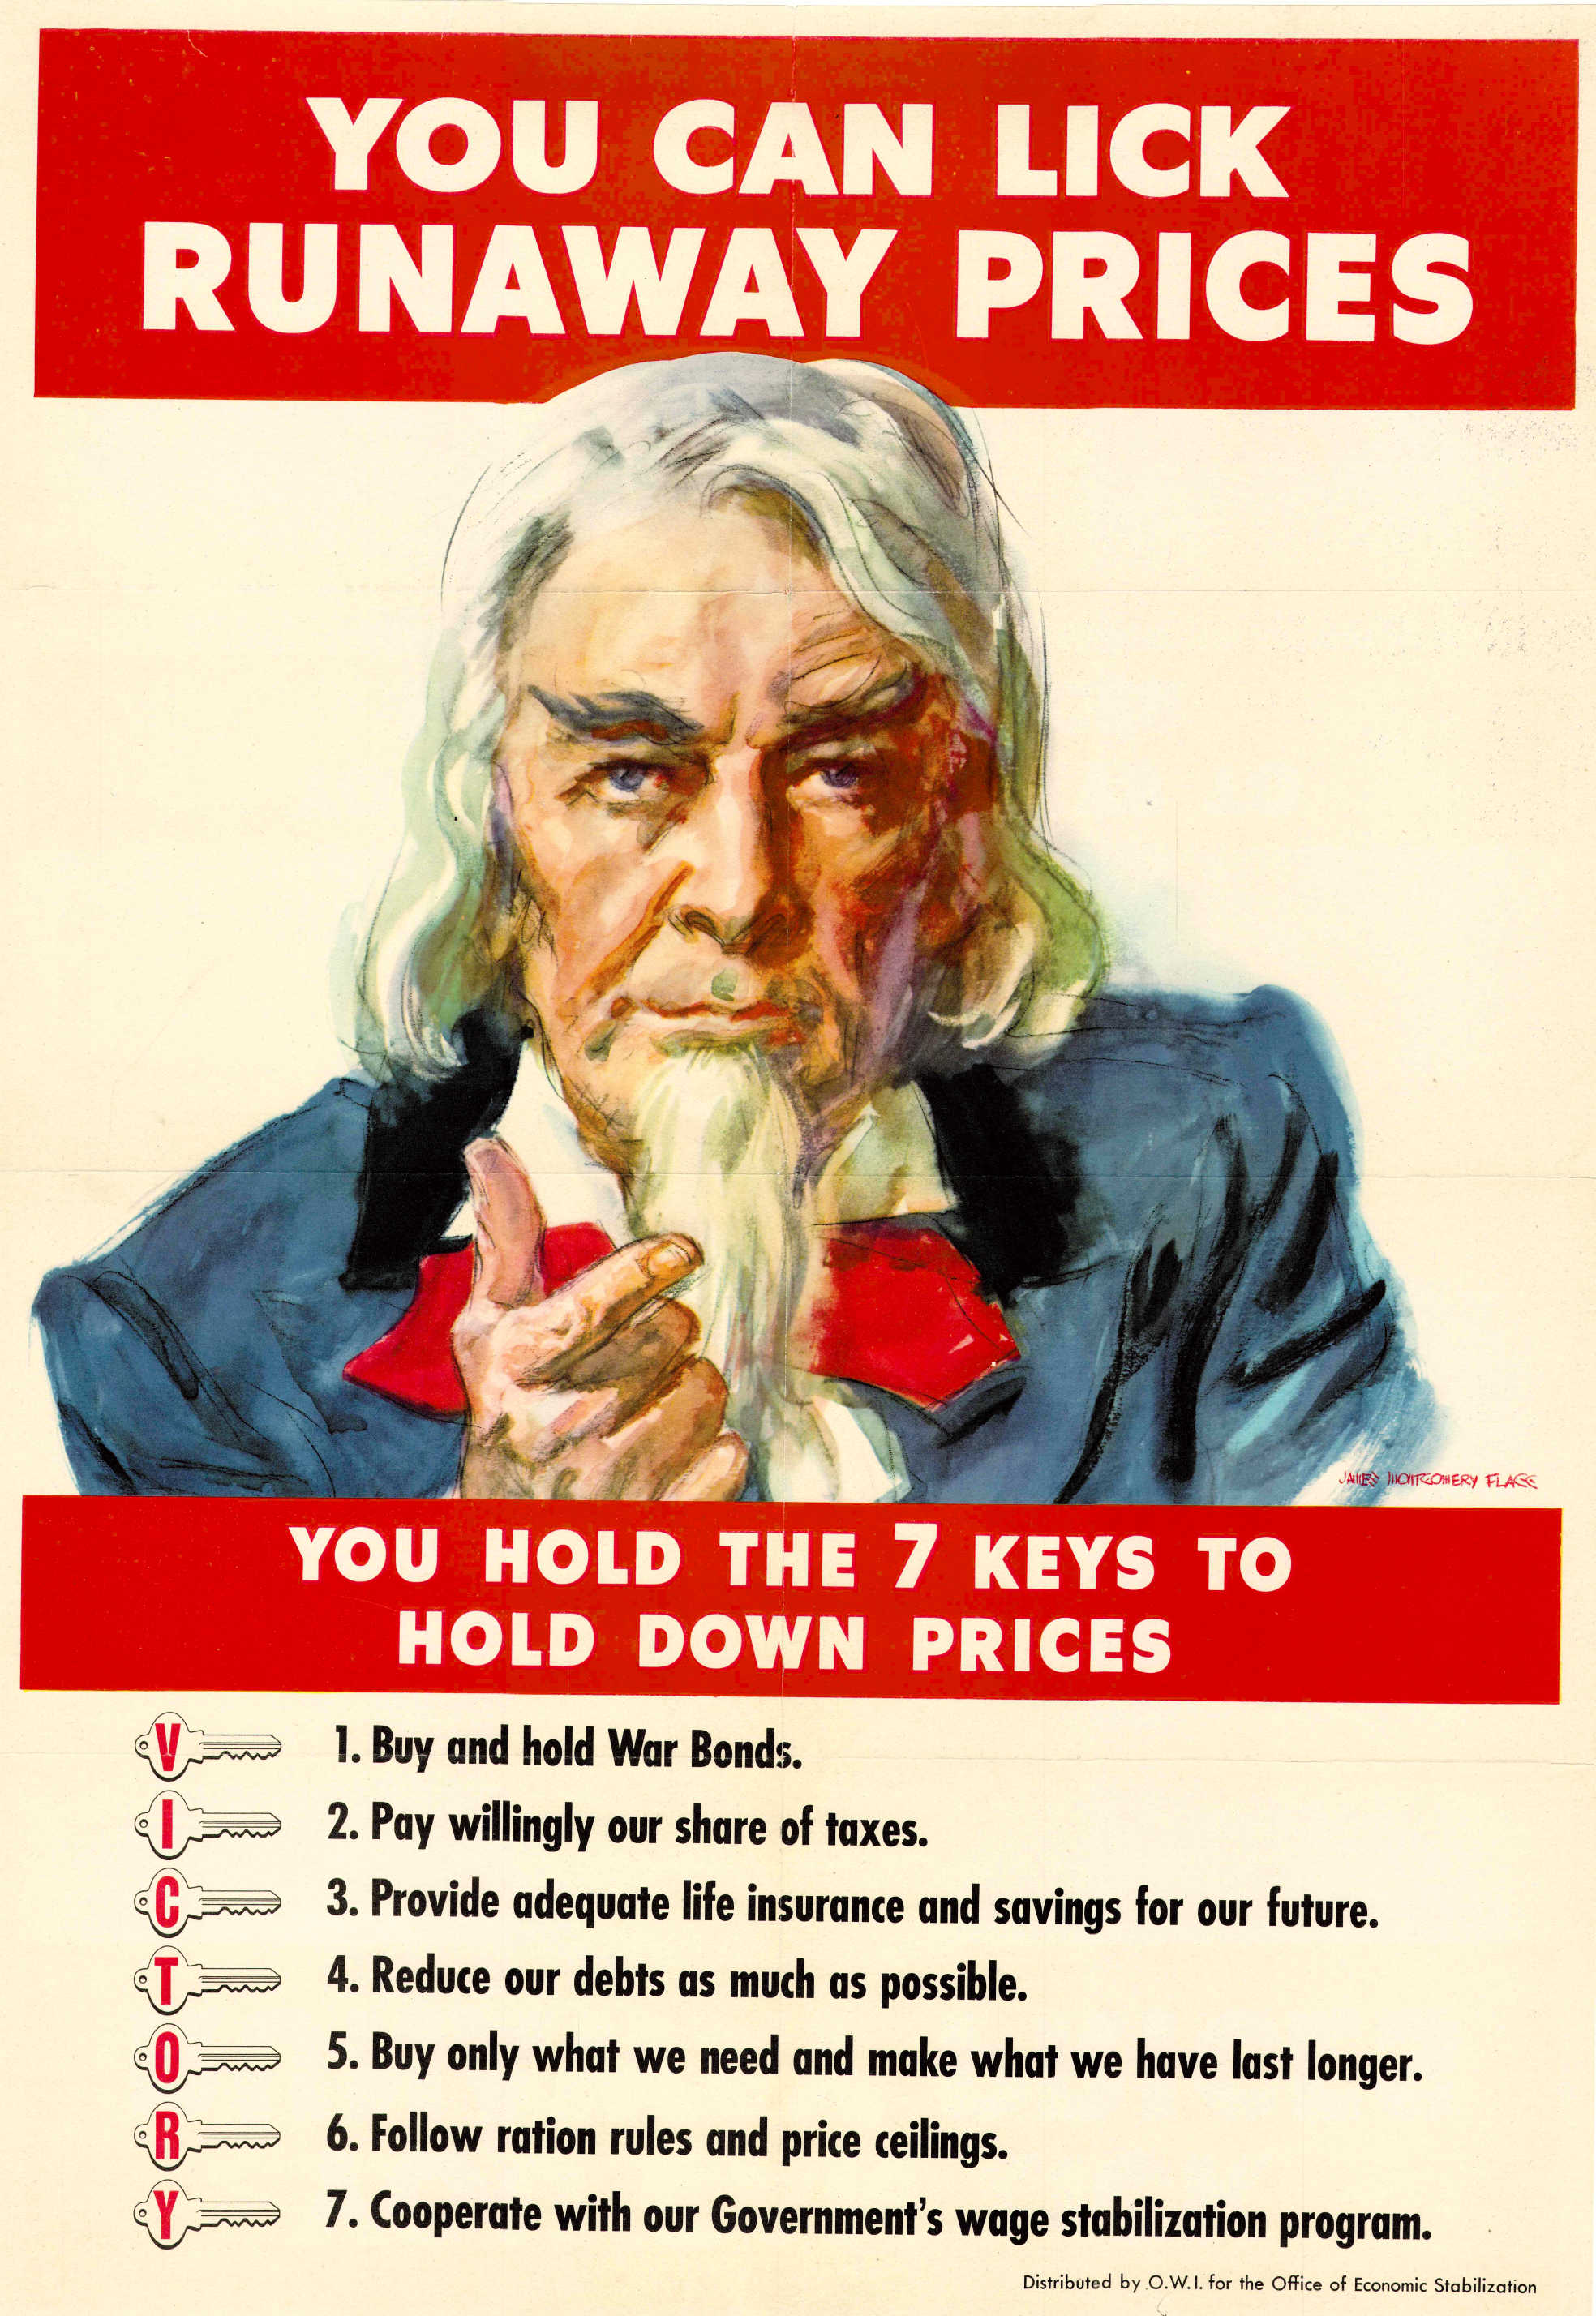 YOU CAN LICK
RUNAWAY PRICES
JAMES MONTGOMERY FLAGG
YOU HOLD THE 7 KEYS TO
HOLD DOWN PRICES
V 1. Buy and hold War Bonds.
I 2. Pay willingly our share of taxes.
C 3. Provide adequate life insurance and savings for our future.
T 4. Reduce our debts as much as possible.
O 5. Buy only what we need and make what we have last longer.
R 6. Follow ration rules and price ceilings.
Y 7. Cooperate with our Government's wage stabilization program.
Distributed by O.W.I. for the Office of Economic Stabilization